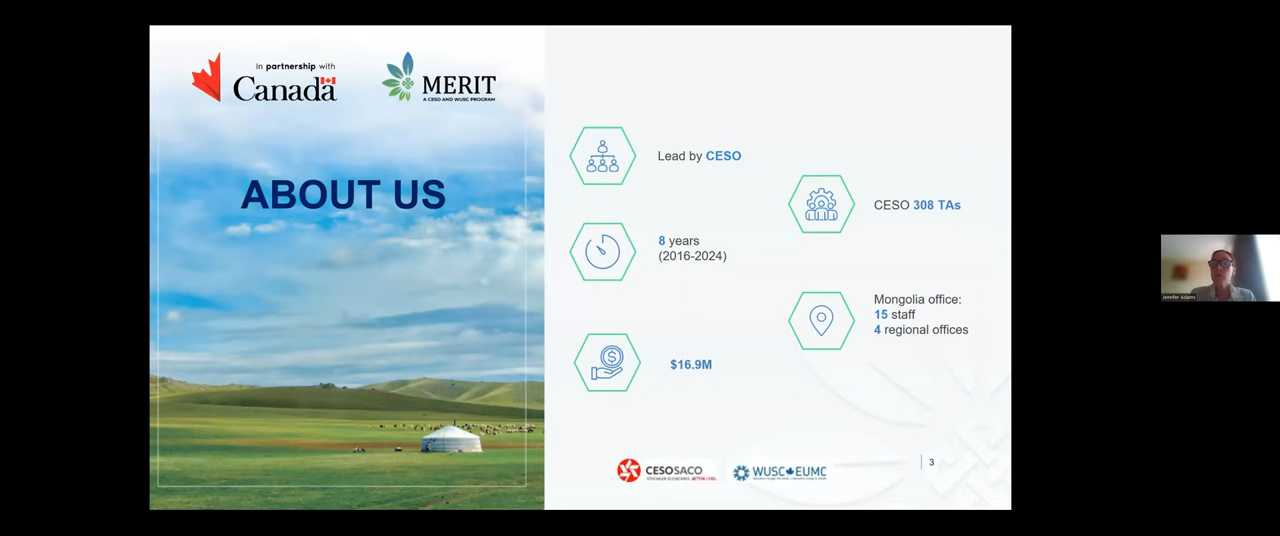 In partnership with
Canada
MERIT
A CESO AND WUSC PROGRAM
ABOUT US
Lead by CESO
8 years
(2016-2024)
$16.9M
CESO 308 TAs
Mongolia office:
15 staff
4 regional offices
CESOSACO
STRONGER ECONOMIES. BETTER LIVES.
WUSC EUMC
3
Jennifer Adams